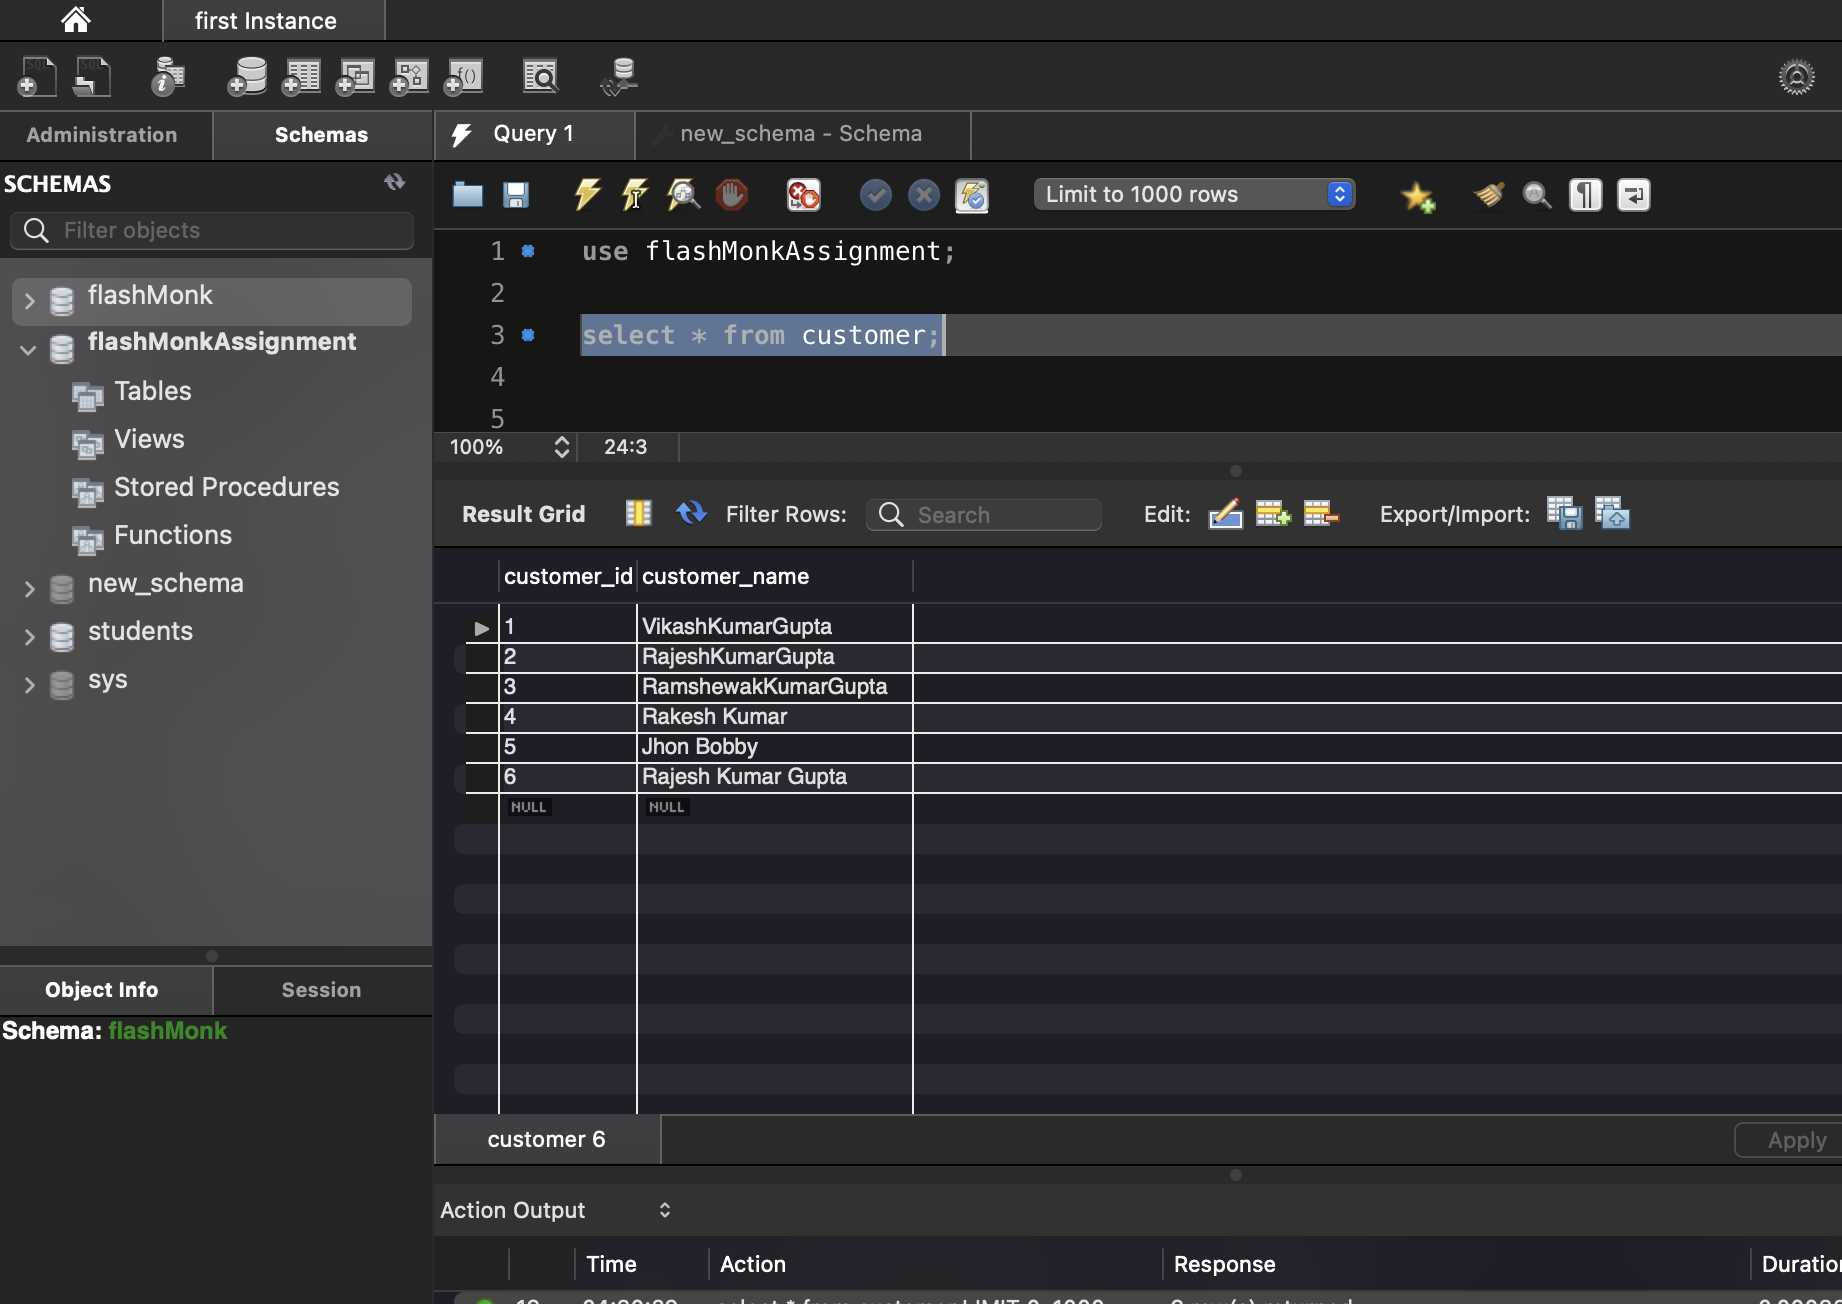 first Instance
Administration
Schemas
Query 1
new_schema - Schema
SCHEMAS
Filter objects
Limit to 1000 rows
flashMonk
flashMonkAssignment
Tables
Views
Stored Procedures
Functions
new_schema
students
sys
1 use flashMonkAssignment;
2
3 select * from customer;
4
5
100% 24:3
Result Grid Filter Rows: Search Edit: Export/Import:
customer_id customer_name
1 VikashKumarGupta
2 RajeshKumarGupta
3 RamshewakKumarGupta
4 Rakesh Kumar
5 Jhon Bobby
6 Rajesh Kumar Gupta
NULL NULL
Object Info
Session
Schema: flashMonk
customer 6
Apply
Action Output
Time Action Response